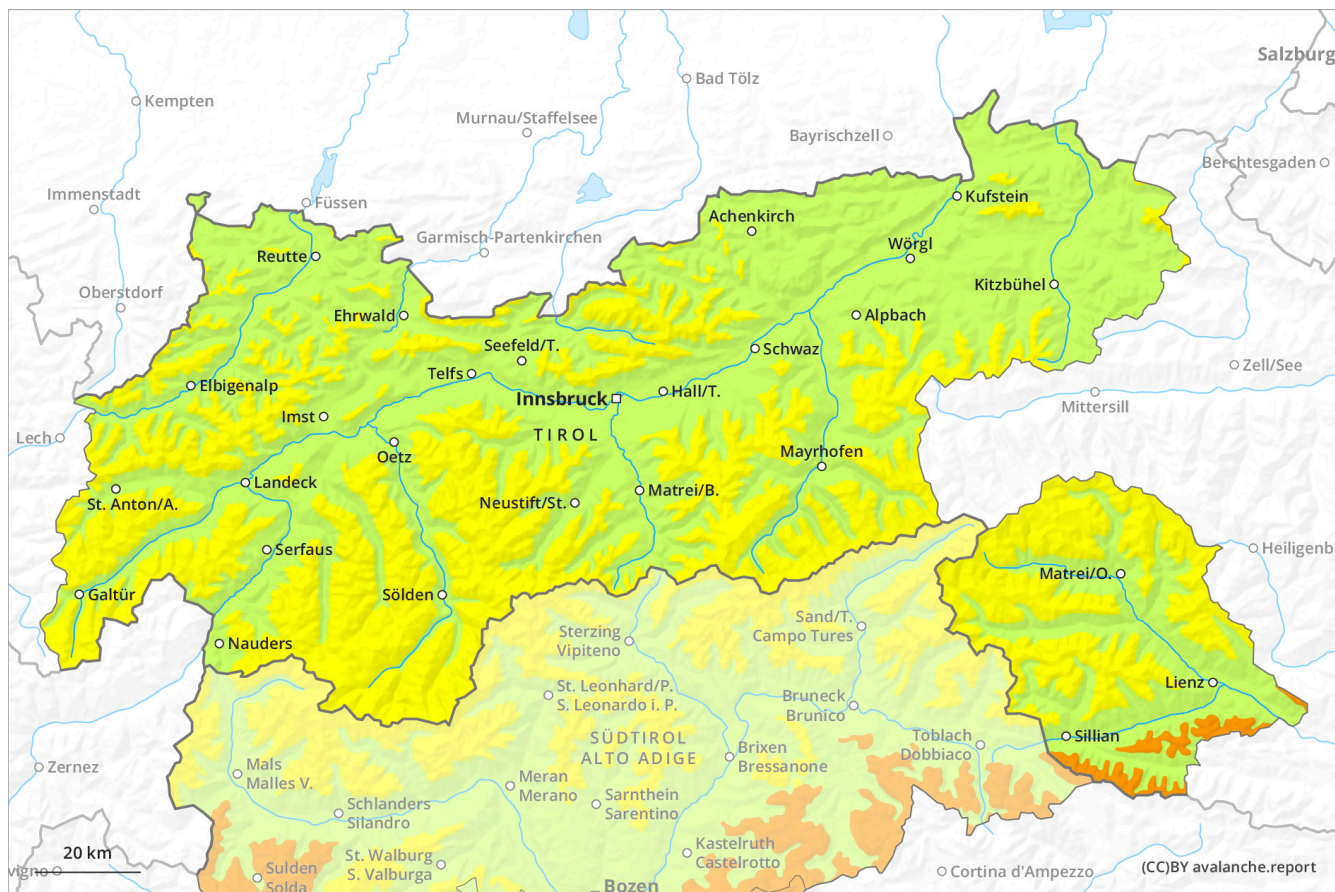 Salzburg
Bad Tölz
Kempten
Murnau/Staffelsee
Bayrischzell
Berchtesgaden
Immenstadt
Füssen
Kufstein
Achenkirch
Garmisch-Partenkirchen
Wörgl
Reutte
Kitzbühel
Oberstdorf
Ehrwald
Alpbach
Seefeld/T.
Schwaz
Telfs
Zell/See
Elbigenalp
Innsbruck
Hall/T.
Mittersill
Imst
Lech
TIROL
Oetz
Mayrhofen
Landeck
St. Anton/A.
Matrei/B.
Neustift/St.
Serfaus
Heiligenb
Matrei/O.
Galtür
Sölden
Sand/T.
Campo Tures
Sterzing
Vipiteno
Nauders
Lienz
St. Leonhard/P.
S. Leonardo i. P.
Bruneck
Brunico
Sillian
SÜDTIROL
ALTO ADIGE
Toblach
Dobbiaco
Brixen
Bressanone
Zernez
Mals
Malles V.
Meran
Merano
Schlanders
Silandro
Sarnthein
Sarentino
Kastelruth
Castelrotto
20 km
St. Walburg
S. Valburga
vigno
Sulden
Solda
Cortina d'Ampezzo
(CC)BY avalanche.report
Bozen